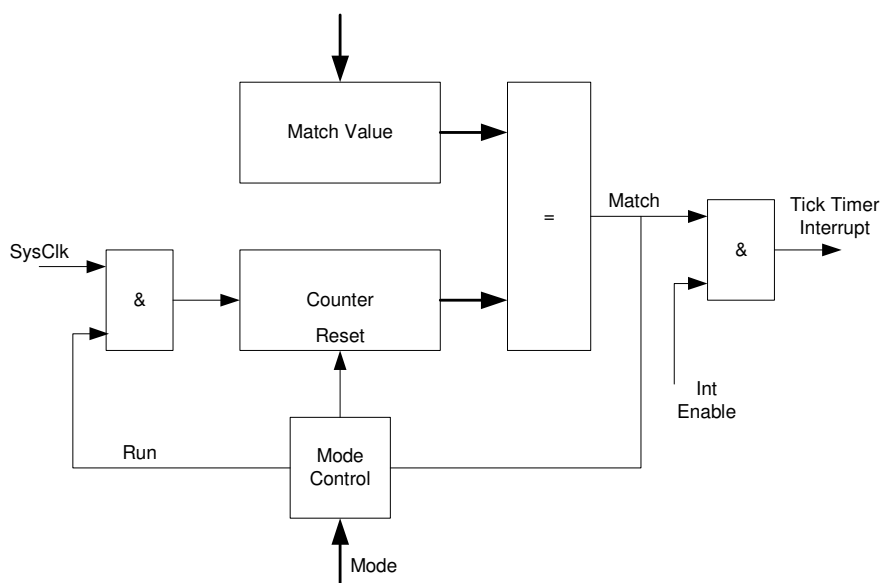 Match Value
=
Match
Tick Timer
Interrupt
SysClk
&
Counter
Reset
&
Int
Enable
Run
Mode
Control
Mode